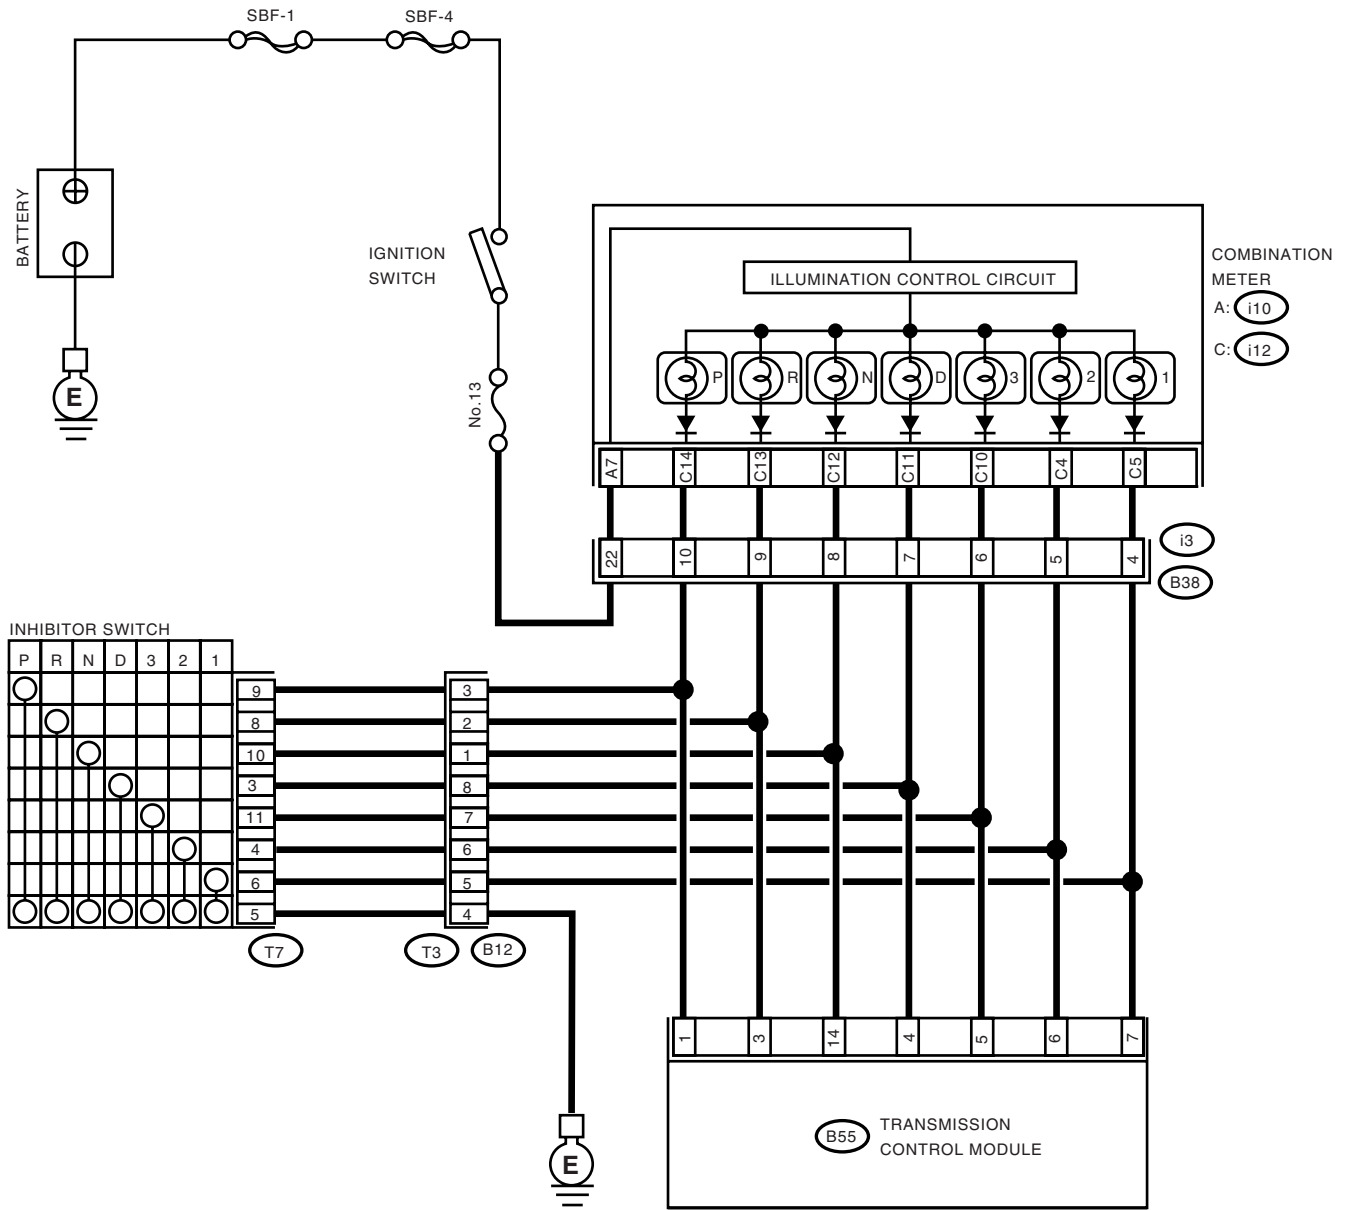 SBF-1
SBF-4
BATTERY
E
IGNITION
SWITCH
No.13
COMBINATION
METER
A: i10
C: i12
ILLUMINATION CONTROL CIRCUIT
P R N D 3 2 1
A7 C14 C13 C12 C11 C10 C4 C5
22 10 9 8 7 6 5 4
i3
B38
INHIBITOR SWITCH
P R N D 3 2 1
9 3
8 2
10 1
3 8
11 7
4 6
6 5
5 4
T7 T3 B12
1 3 14 4 5 6 7
E
B55
TRANSMISSION
CONTROL MODULE